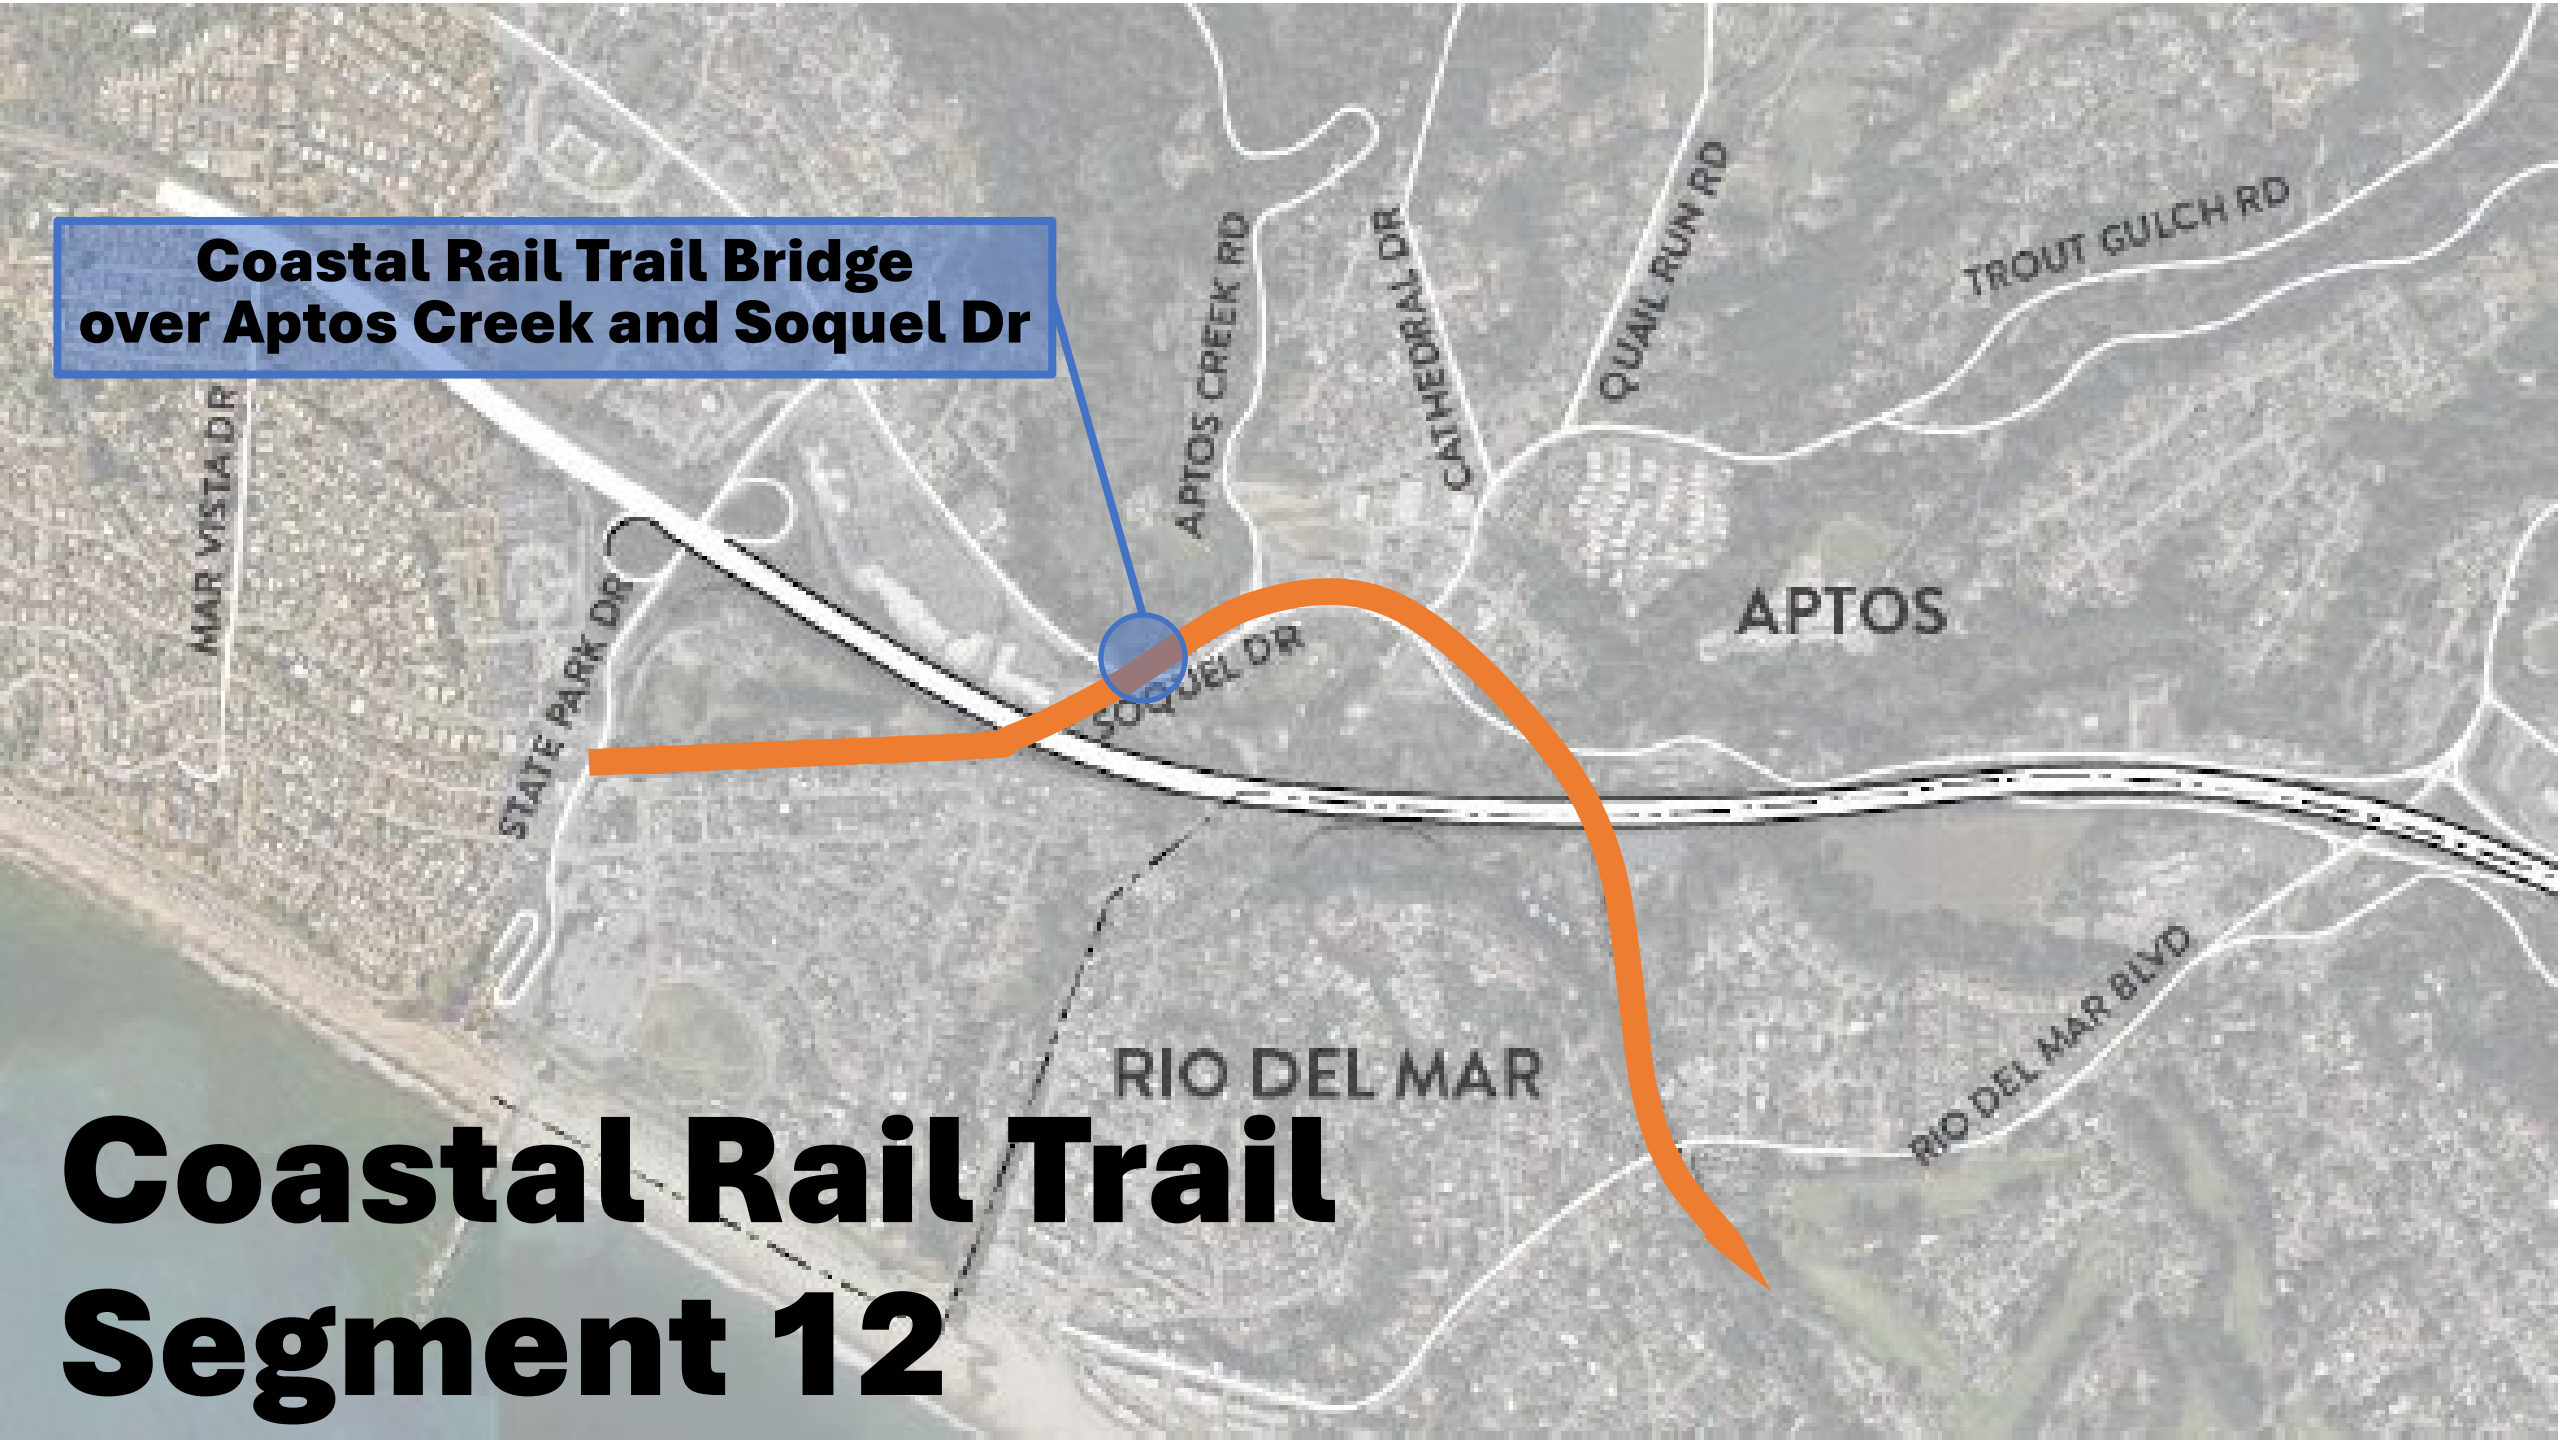 Coastal Rail Trail Bridge
over Aptos Creek and Soquel Dr
MAR VISTA DR
STATE PARK DR
APTOS CREEK RD
CATHEDRAL DR
QUAIL RUN RD
TROUT GULCH RD
SOQUEL DR
APTOS
RIO DEL MAR
RIO DEL MAR BLVD
Coastal Rail Trail
Segment 12